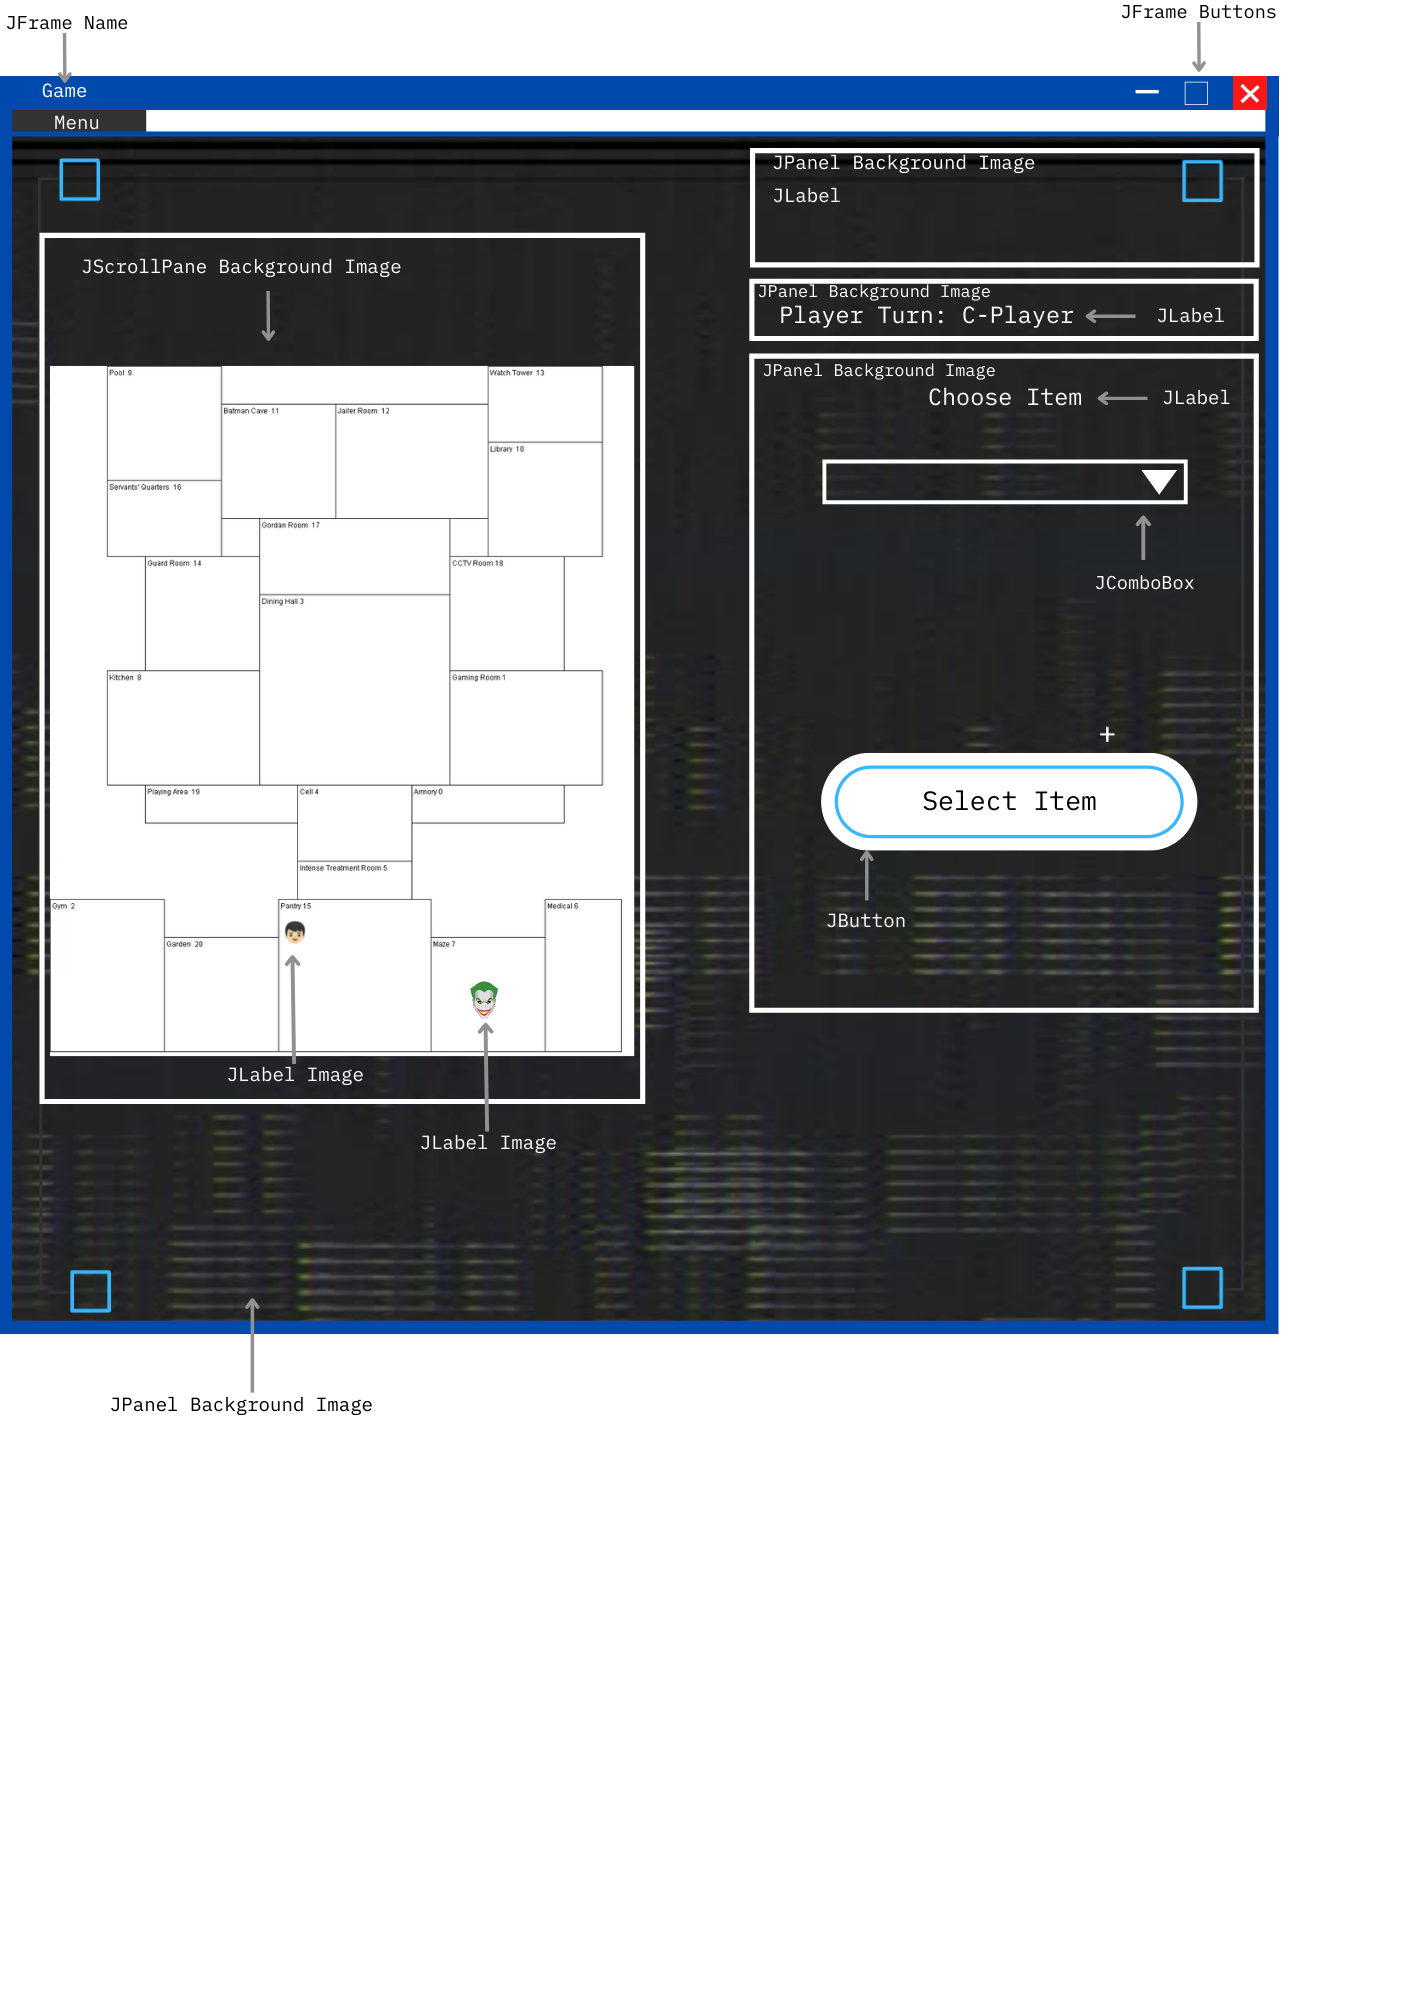 JFrame Name
JFrame Buttons
Game
Menu
JPanel Background Image
JLabel
JScrollPane Background Image
JPanel Background Image
Player Turn: C-Player
JLabel
JPanel Background Image
Choose Item
JLabel
Pool 9
Watch Tower 13
Batman Cave 11
Jailer Room 12
Library 10
Servants' Quarters 16
Gordan Room 17
Guard Room 14
CCTV Room 18
JComboBox
Dining Hall 3
Kitchen 8
Gaming Room 1
+
Playing Area 19
Cell 4
Armory 0
Select Item
Intense Treatment Room 5
Gym 2
Pantry 15
Medical 6
JButton
Garden 20
Maze 7
JLabel Image
JLabel Image
JPanel Background Image